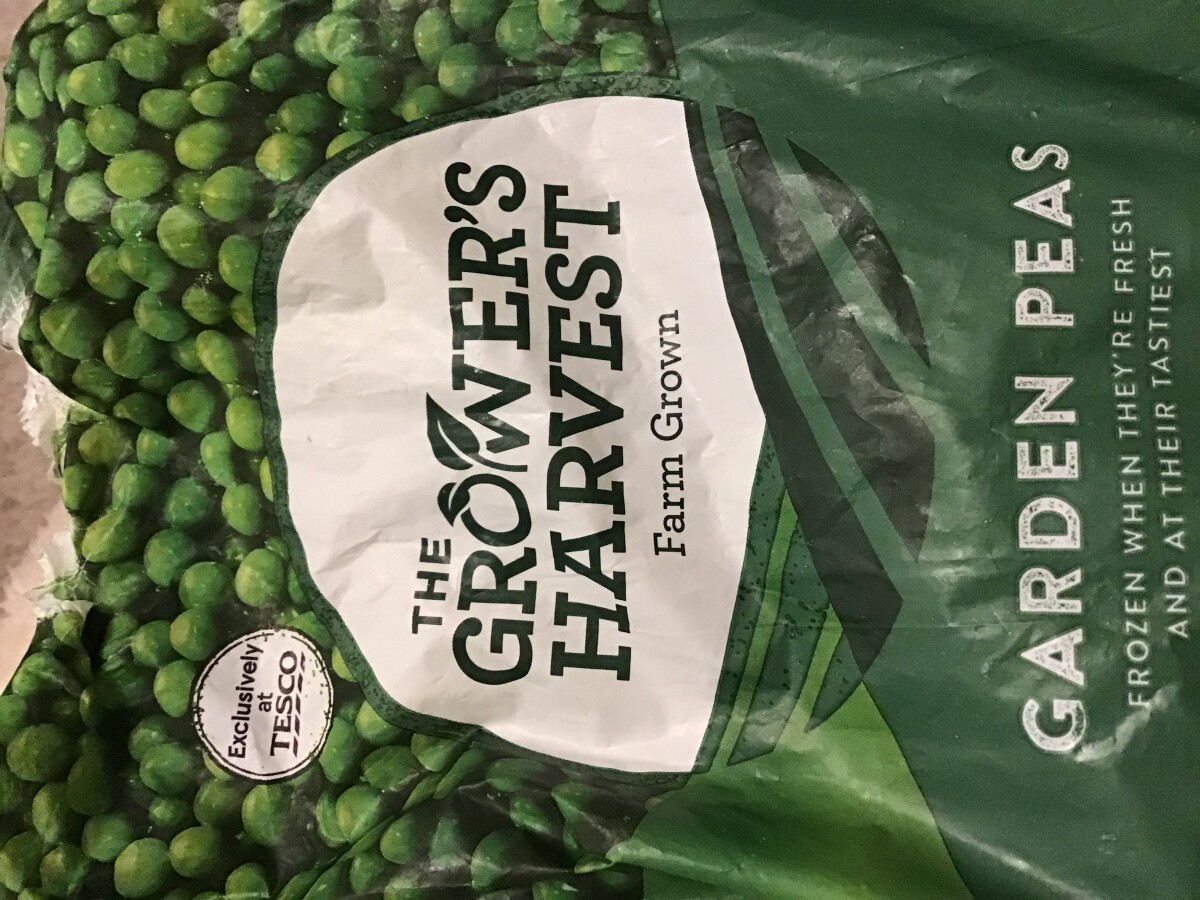 Exclusively
at
TESCO
THE
GROWER'S
HARVEST
Farm Grown
GARDEN PEAS
FROZEN WHEN THEY'RE FRESH
AND AT THEIR TASTIEST